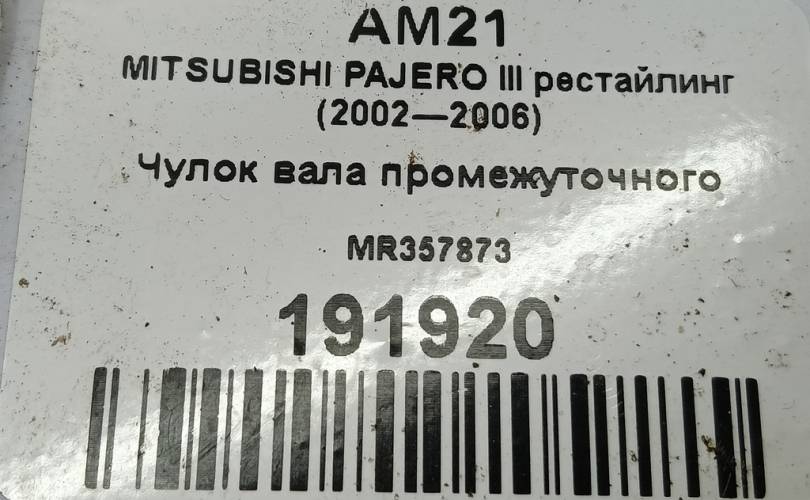 AM21
MITSUBISHI PAJERO III рестайлинг
(2002—2006)
Чулок вала промежуточного
MR357873
191920